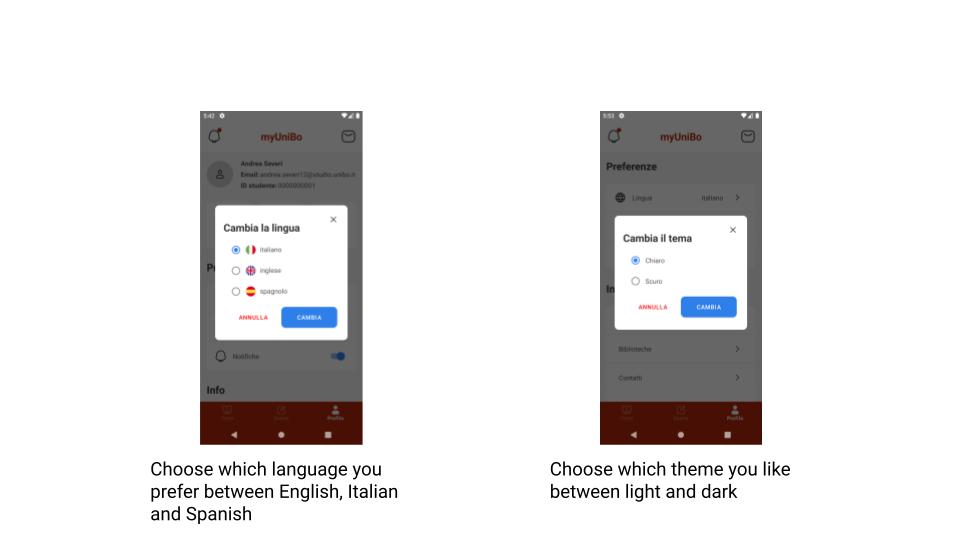 5:42
myUniBo
Andrea Severi
Email: andrea.severi12@studio.unibo.it
ID studente: 0000000001
Cambia la lingua
italiano
inglese
spagnolo
ANNULLA CAMBIA
Notifiche
Info
Profilo
Choose which language you
prefer between English, Italian
and Spanish
5:53
myUniBo
Preferenze
Lingua italiano
Cambia il tema
Chiaro
Scuro
ANNULLA CAMBIA
Biblioteche
Contatti
Profilo
Choose which theme you like
between light and dark